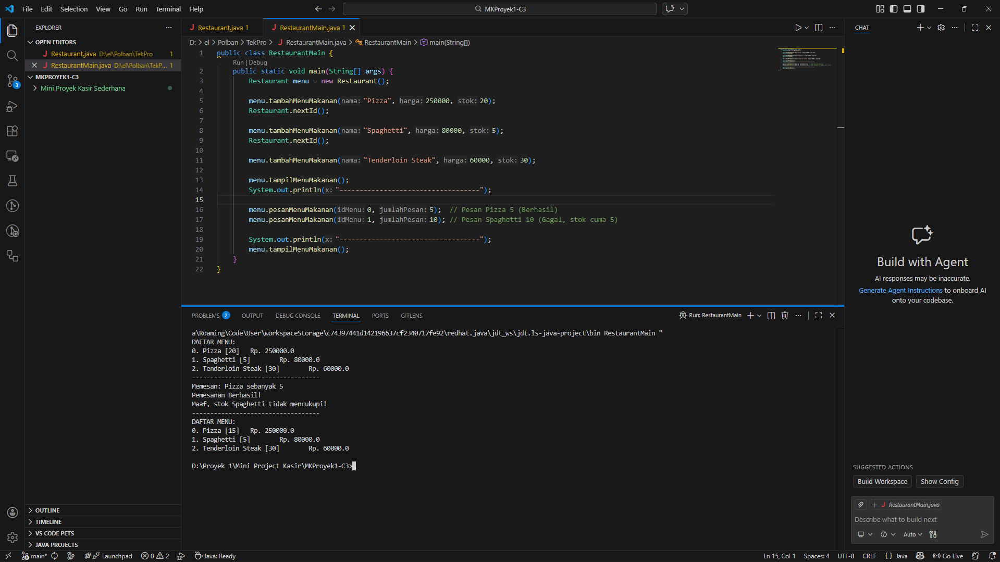 File Edit Selection View Go Run Terminal Help
MKProyek1-C3
EXPLORER
OPEN EDITORS
Restaurant.java D:\el\Polban\TekPro 1
RestaurantMain.java D:\el\Polban\TekP... 1
MKPROYEK1-C3
Mini Proyek Kasir Sederhana
3
OUTLINE
TIMELINE
VS CODE PETS
JAVA PROJECTS
Restaurant.java 1
RestaurantMain.java 1
D: > el > Polban > TekPro > RestaurantMain.java > RestaurantMain > main(String[])
1 public class RestaurantMain {
Run | Debug
2 public static void main(String[] args) {
3 Restaurant menu = new Restaurant();
4
5 menu.tambahMenuMakanan(nama: "Pizza", harga: 250000, stok: 20);
6 Restaurant.nextId();
7
8 menu.tambahMenuMakanan(nama: "Spaghetti", harga: 80000, stok: 5);
9 Restaurant.nextId();
10
11 menu.tambahMenuMakanan(nama: "Tenderloin Steak", harga: 60000, stok: 30);
12
13 menu.tampilMenuMakanan();
14 System.out.println(x: "-----------------------------------");
15
16 menu.pesanMenuMakanan(idMenu: 0, jumlahPesan: 5); // Pesan Pizza 5 (Berhasil)
17 menu.pesanMenuMakanan(idMenu: 1, jumlahPesan: 10); // Pesan Spaghetti 10 (Gagal, stok cuma 5)
18
19 System.out.println(x: "-----------------------------------");
20 menu.tampilMenuMakanan();
21 }
22 }
PROBLEMS 2 OUTPUT DEBUG CONSOLE TERMINAL PORTS GITLENS
Run: RestaurantMain
a\Roaming\Code\User\workspaceStorage\c74397441d142196637cf2340717fe92\redhat.java\jdt_ws\jdt.ls-java-project\bin RestaurantMain "
DAFTAR MENU:
0. Pizza [20] Rp. 250000.0
1. Spaghetti [5] Rp. 80000.0
2. Tenderloin Steak [30] Rp. 60000.0
-----------------------------------
Memesan: Pizza sebanyak 5
Pemesanan Berhasil!
Maaf, stok Spaghetti tidak mencukupi!
-----------------------------------
DAFTAR MENU:
0. Pizza [15] Rp. 250000.0
1. Spaghetti [5] Rp. 80000.0
2. Tenderloin Steak [30] Rp. 60000.0
D:\Proyek 1\Mini Project Kasir\MKProyek1-C3>
CHAT
Build with Agent
AI responses may be inaccurate.
Generate Agent Instructions to onboard AI
onto your codebase.
SUGGESTED ACTIONS
Build Workspace Show Config
RestaurantMain.java
Describe what to build next
Auto
main* Launchpad 0 2 Java: Ready
Ln 15, Col 1 Spaces: 4 UTF-8 CRLF { } Java Go Live